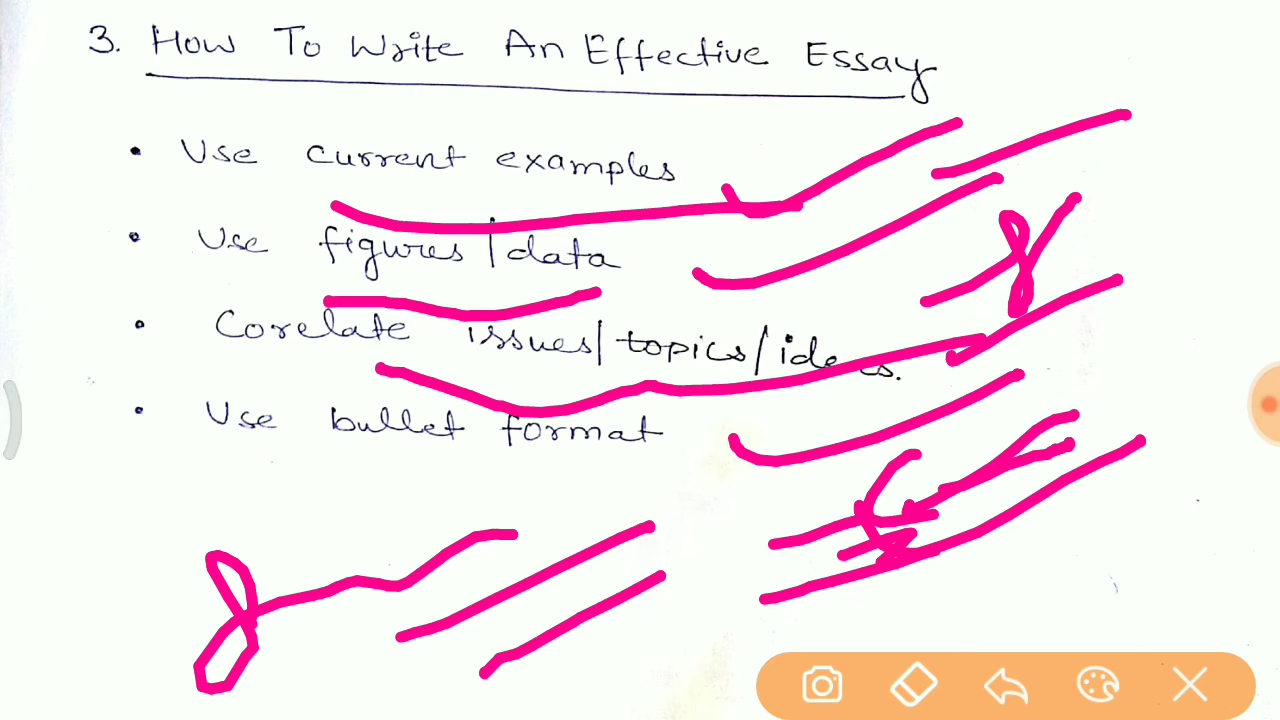 3. How To Write An Effective Essay
• Use current examples
• Use figures/data
• Corelate issues/topics/ideas.
• Use bullet format